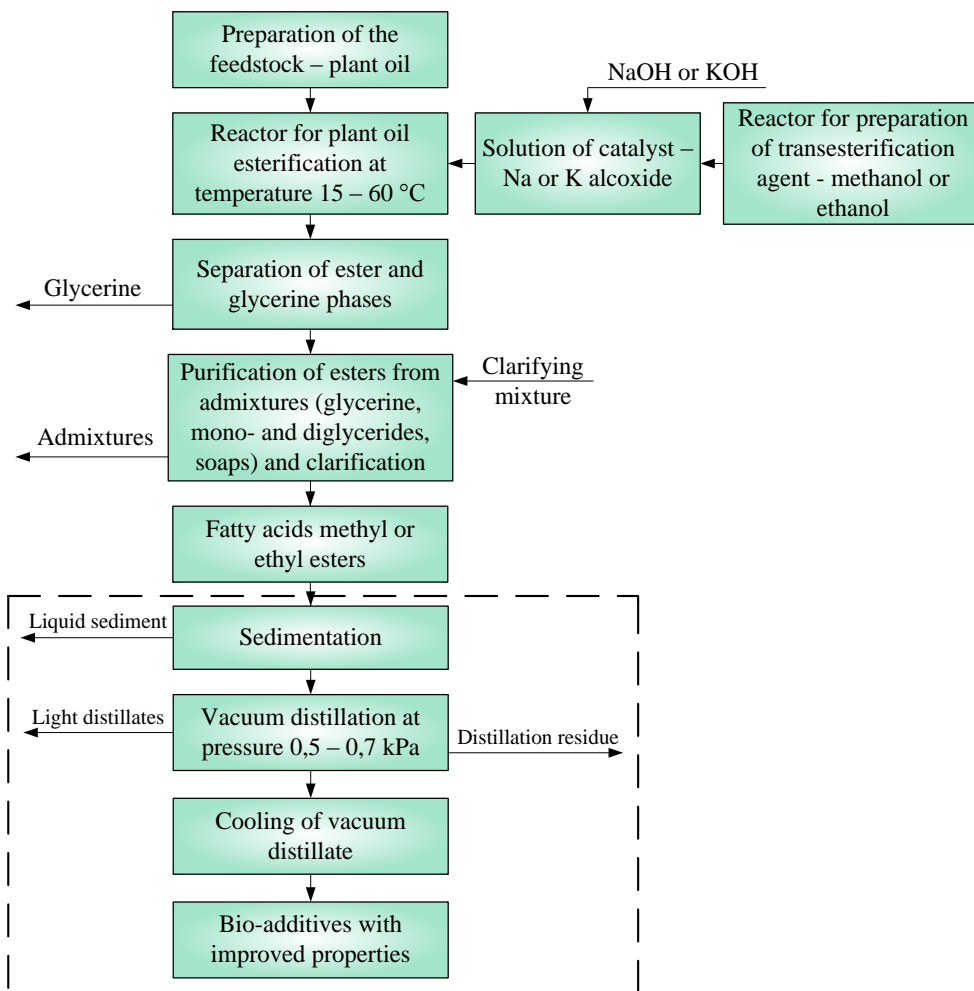 Preparation of the
feedstock – plant oil
NaOH or KOH
Reactor for plant oil
esterification at
temperature 15 – 60 °C
Solution of catalyst –
Na or K alcoxide
Reactor for preparation
of transesterification
agent - methanol or
ethanol
Separation of ester and
glycerine phases
Glycerine
Purification of esters from
admixtures (glycerine,
mono- and diglycerides,
soaps) and clarification
Clarifying
mixture
Admixtures
Fatty acids methyl or
ethyl esters
Liquid sediment
Sedimentation
Light distillates
Vacuum distillation at
pressure 0,5 – 0,7 kPa
Distillation residue
Cooling of vacuum
distillate
Bio-additives with
improved properties